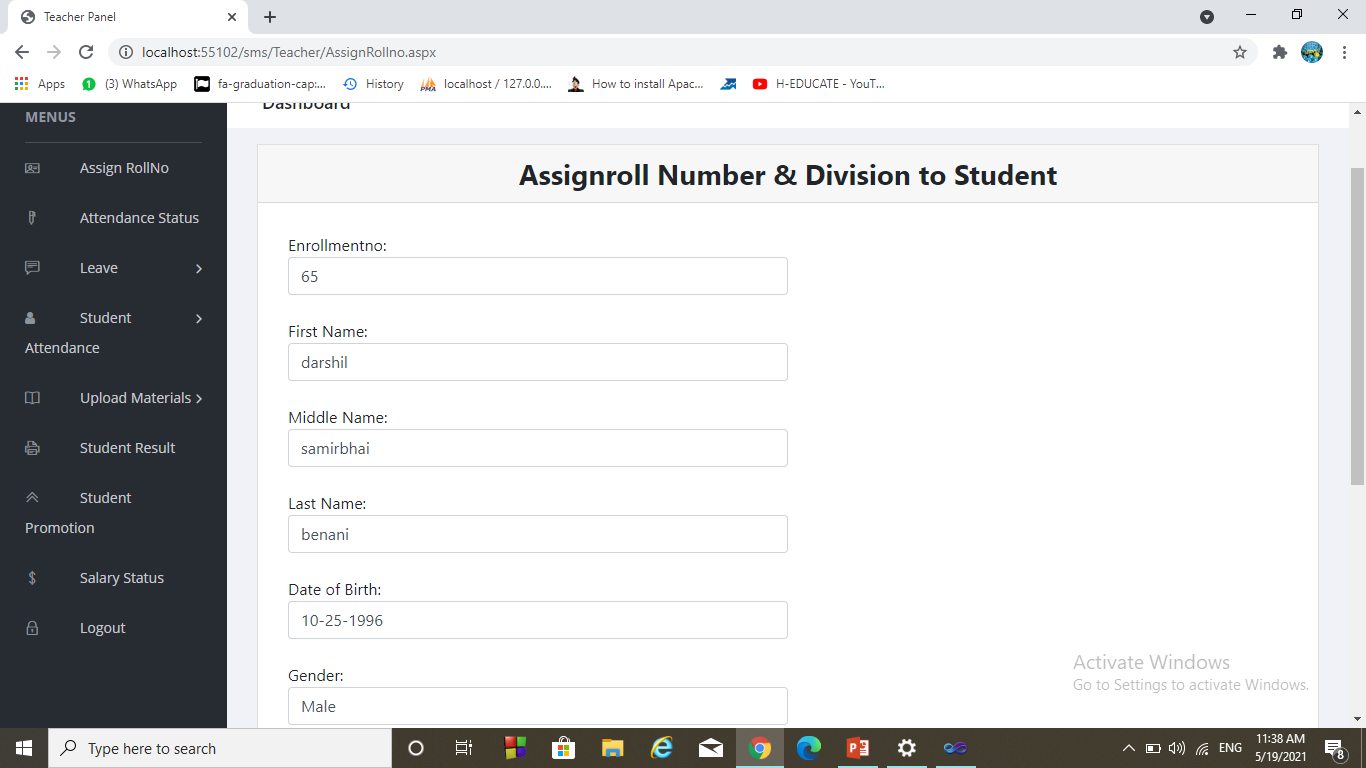 Teacher Panel
localhost:55102/sms/Teacher/AssignRollno.aspx
Apps
1
(3) WhatsApp
fa-graduation-cap:...
History
PMA
localhost / 127.0.0....
How to install Apac...
H-EDUCATE - YouT...
Dashboard
MENUS
Assign RollNo
Attendance Status
Leave
Student
Attendance
Upload Materials
Student Result
Student
Promotion
Salary Status
Logout
Assignroll Number & Division to Student
Enrollmentno:
65
First Name:
darshil
Middle Name:
samirbhai
Last Name:
benani
Date of Birth:
10-25-1996
Gender:
Male
Activate Windows
Go to Settings to activate Windows.
Type here to search
ENG
11:38 AM
5/19/2021
8